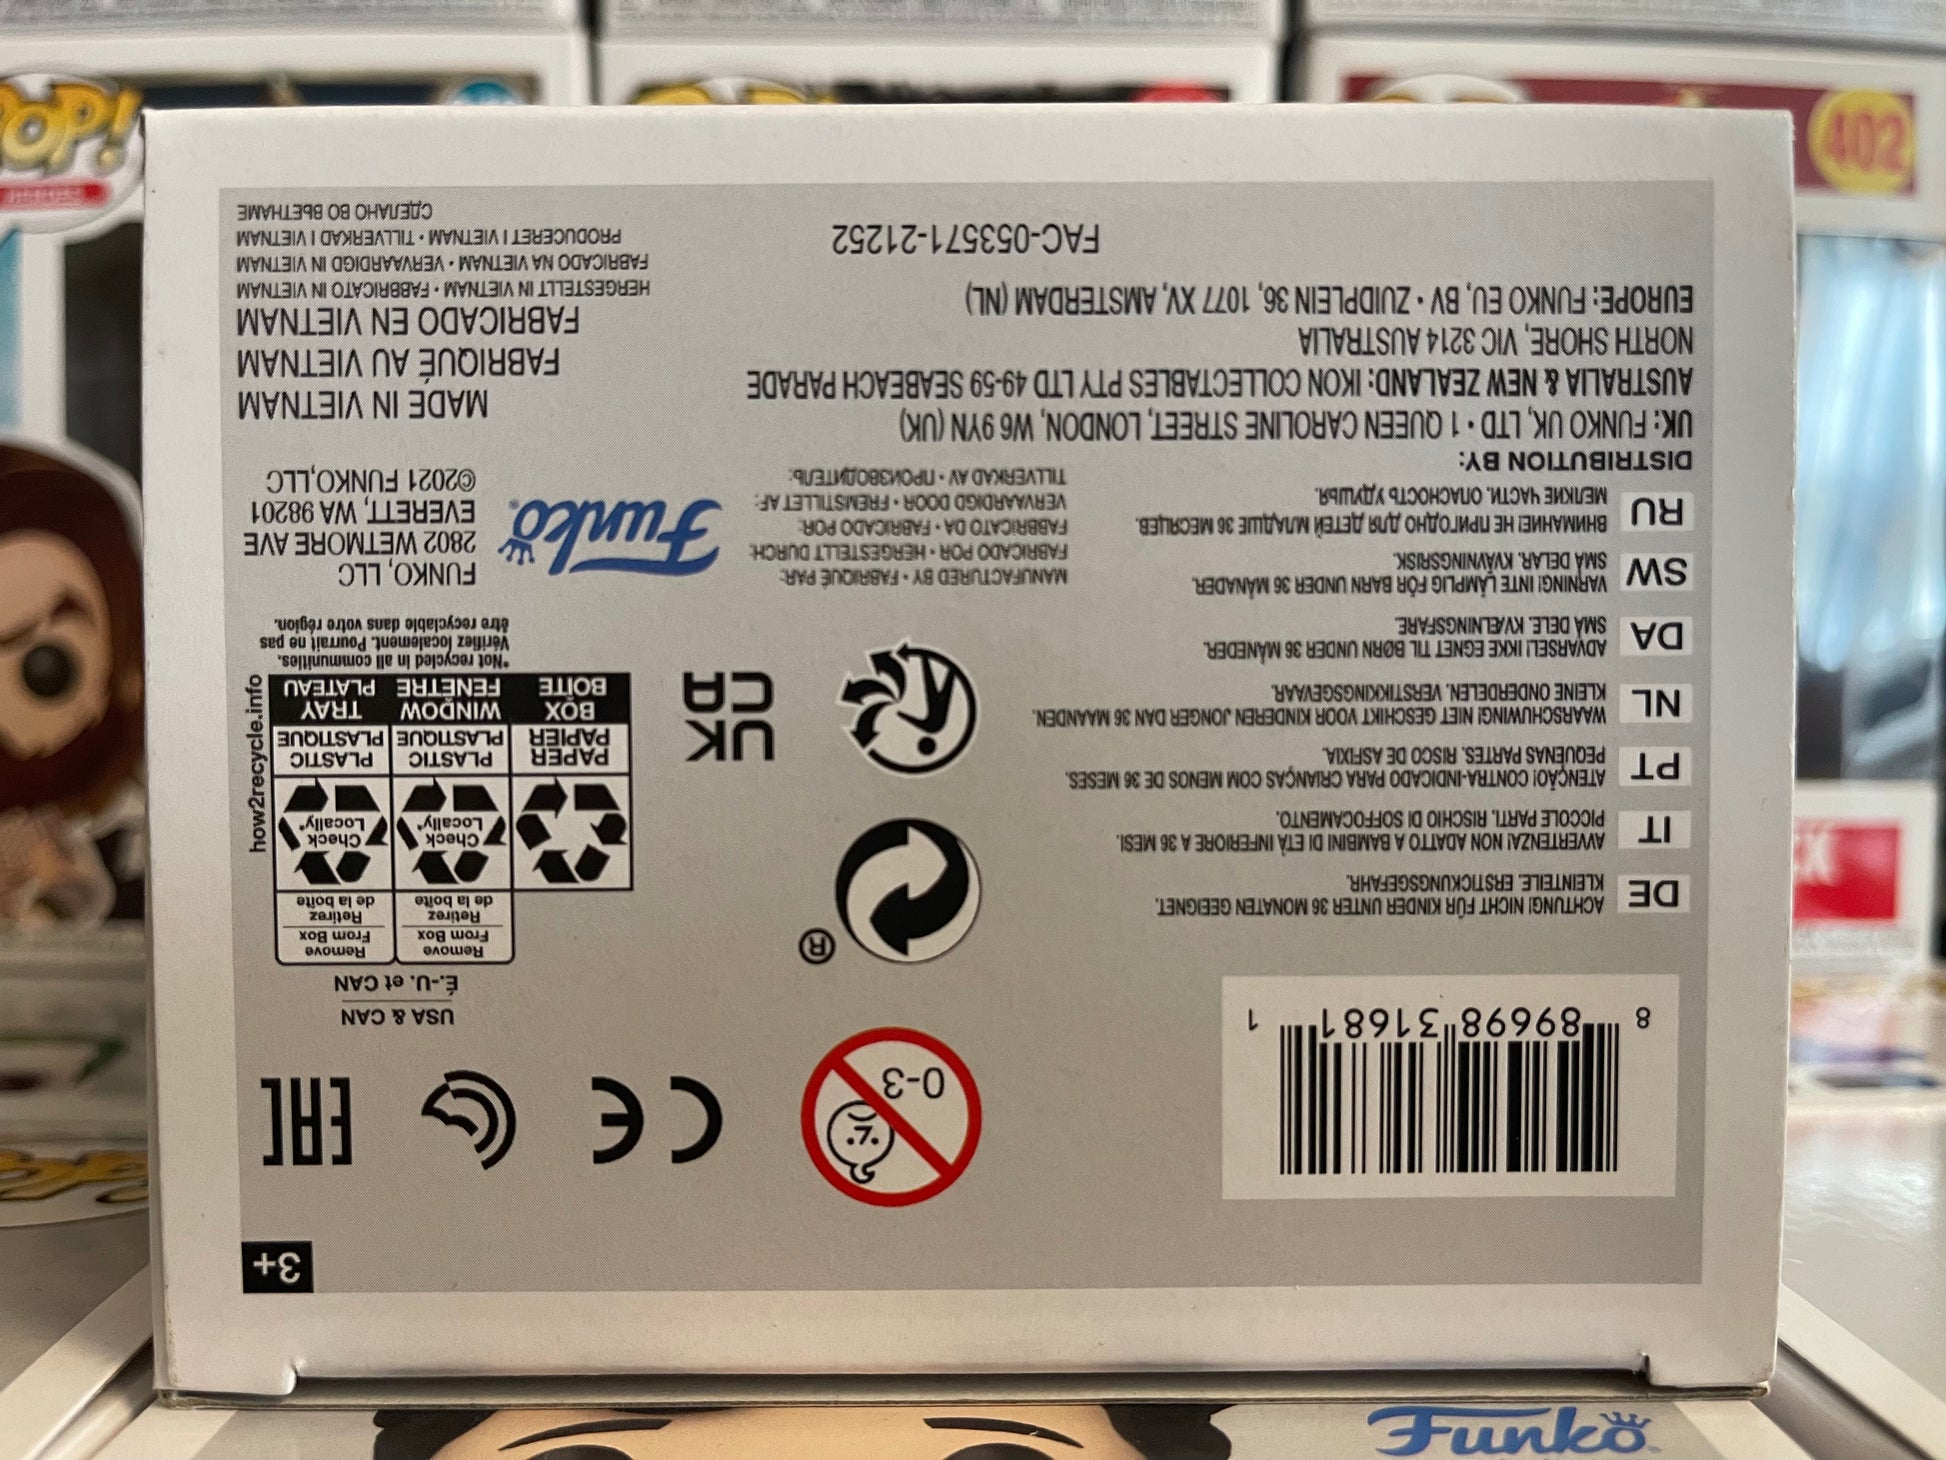 3+
8 89698 31681 1
0-3
CE
EAC
USA & CAN
É.-U. et CAN
Remove
From Box
Retirez
de la boîte
Remove
From Box
Retirez
de la boîte
Check
Locally*
Check
Locally*
PAPER
PAPIER
PLASTIC
PLASTIQUE
PLASTIC
PLASTIQUE
BOX
BOÎTE
WINDOW
FENÊTRE
TRAY
PLATEAU
how2recycle.info
*Not recycled in all communities.
Vérifiez localement. Pourrait ne pas
être recyclable dans votre région.
®
UK
CA
DE
ACHTUNG! NICHT FÜR KINDER UNTER 36 MONATEN GEEIGNET.
KLEINTEILE. ERSTICKUNGSGEFAHR.
IT
AVVERTENZA! NON ADATTO A BAMBINI DI ETÀ INFERIORE A 36 MESI.
PICCOLE PARTI. RISCHIO DI SOFFOCAMENTO.
PT
ATENÇÃO! CONTRA-INDICADO PARA CRIANÇAS COM MENOS DE 36 MESES.
PEQUENAS PARTES. RISCO DE ASFIXIA.
NL
WAARSCHUWING! NIET GESCHIKT VOOR KINDEREN JONGER DAN 36 MAANDEN.
KLEINE ONDERDELEN. VERSTIKKINGSGEVAAR.
DA
ADVARSEL! IKKE EGNET TIL BØRN UNDER 36 MÅNEDER.
SMÅ DELE. KVÆLNINGSFARE.
SW
VARNING! INTE LÄMPLIG FÖR BARN UNDER 36 MÅNADER.
SMÅ DELAR. KVÄVNINGSRISK.
RU
ВНИМАНИЕ! НЕ ПРИГОДНО ДЛЯ ДЕТЕЙ МЛАДШЕ 36 МЕСЯЦЕВ.
МЕЛКИЕ ЧАСТИ. ОПАСНОСТЬ УДУШЬЯ.
MANUFACTURED BY • FABRIQUÉ PAR:
FABRICADO POR • HERGESTELLT DURCH:
FABBRICATO DA • FABRICADO POR:
VERVAARDIGD DOOR • FREMSTILLET AF:
TILLVERKAD AV • ПРОИЗВОДИТЕЛЬ:
Funko®
FUNKO, LLC
2802 WETMORE AVE
EVERETT, WA 98201
©2021 FUNKO,LLC
DISTRIBUTION BY:
UK: FUNKO UK, LTD • 1 QUEEN CAROLINE STREET, LONDON, W6 9YN (UK)
AUSTRALIA & NEW ZEALAND: IKON COLLECTABLES PTY LTD 49-59 SEABEACH PARADE
NORTH SHORE, VIC 3214 AUSTRALIA
EUROPE: FUNKO EU, BV • ZUIDPLEIN 36, 1077 XV, AMSTERDAM (NL)
FAC-053571-21252
MADE IN VIETNAM
FABRIQUÉ AU VIETNAM
FABRICADO EN VIETNAM
HERGESTELLT IN VIETNAM • FABBRICATO IN VIETNAM
FABRICADO NA VIETNAM • VERVAARDIGD IN VIETNAM
PRODUCERET I VIETNAM • TILLVERKAD I VIETNAM
СДЕЛАНО ВО ВЬЕТНАМЕ
POP!
402
Funko